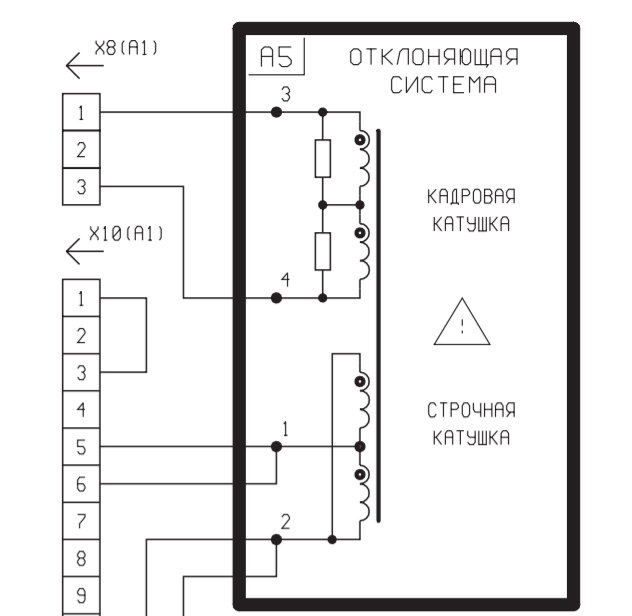 X8(A1)
1
2
3
X10(A1)
1
2
3
4
5
6
7
8
9
A5
ОТКЛОНЯЮЩАЯ
СИСТЕМА
3
КАДРОВАЯ
КАТУШКА
4
!
СТРОЧНАЯ
КАТУШКА
1
2